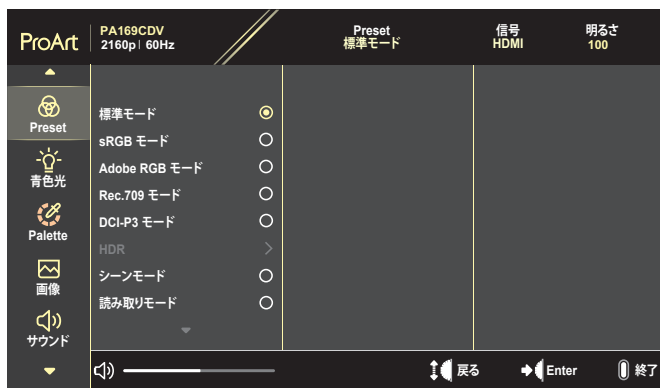 ProArt
PA169CDV
2160p | 60Hz
Preset
標準モード
信号
HDMI
明るさ
100
Preset
青色光
Palette
画像
サウンド
標準モード
sRGB モード
Adobe RGB モード
Rec.709 モード
DCI-P3 モード
HDR
シーンモード
読み取りモード
戻る
Enter
終了